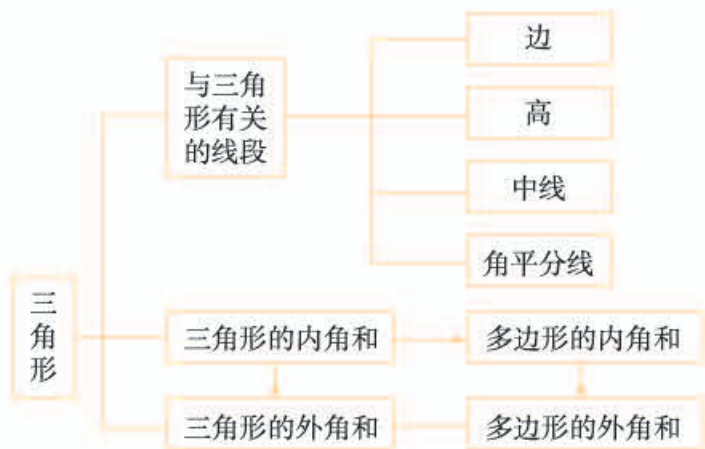 边
与三角
形有关
的线段
高
中线
角平分线
三
角
形
三角形的内角和
多边形的内角和
三角形的外角和
多边形的外角和